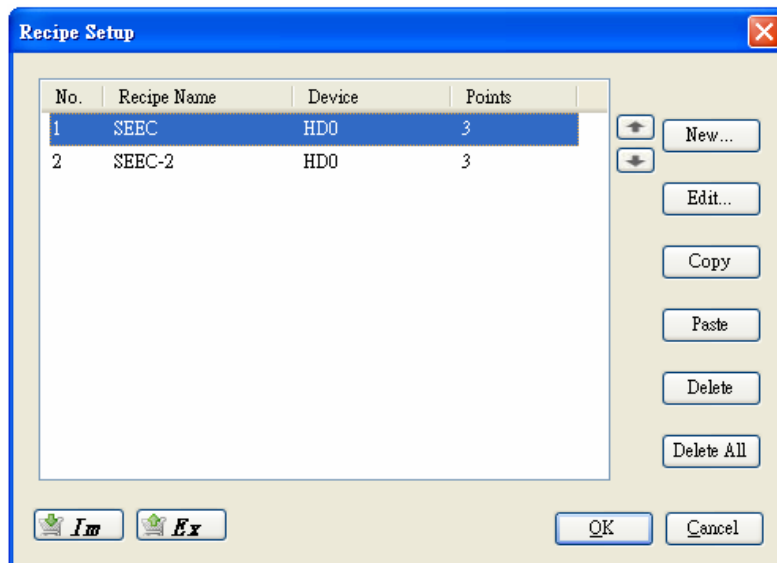 Recipe Setup
No. Recipe Name Device Points
1 SEEC HD0 3
2 SEEC-2 HD0 3
New...
Edit...
Copy
Paste
Delete
Delete All
Im Ex OK Cancel